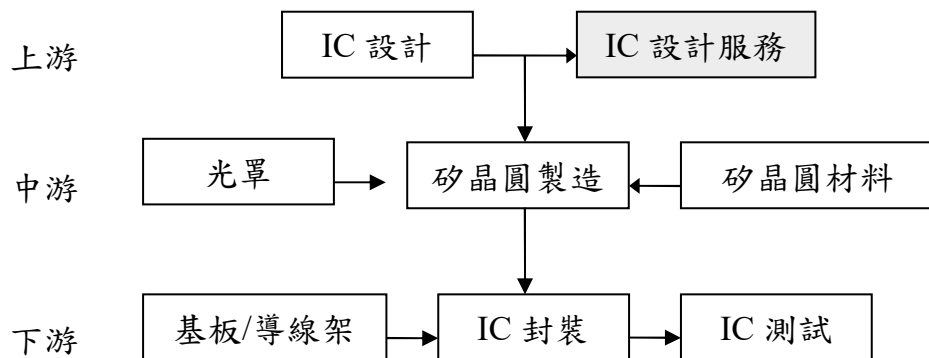 上游
IC 設計
IC 設計服務
中游
光罩
矽晶圓製造
矽晶圓材料
下游
基板/導線架
IC 封裝
IC 測試